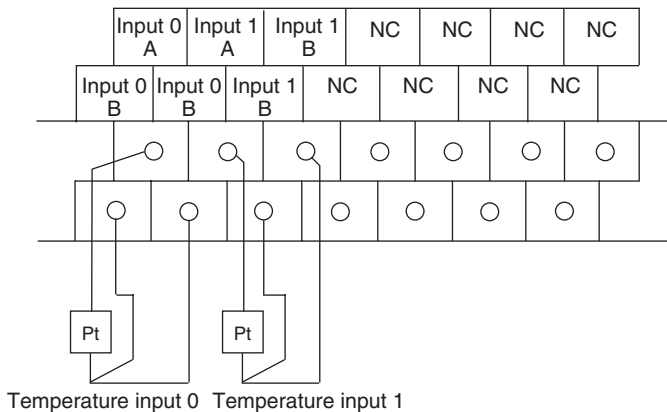 Input 0 A Input 1 A Input 1 B NC NC NC NC
Input 0 B Input 0 B Input 1 B NC NC NC NC
Pt Pt
Temperature input 0 Temperature input 1